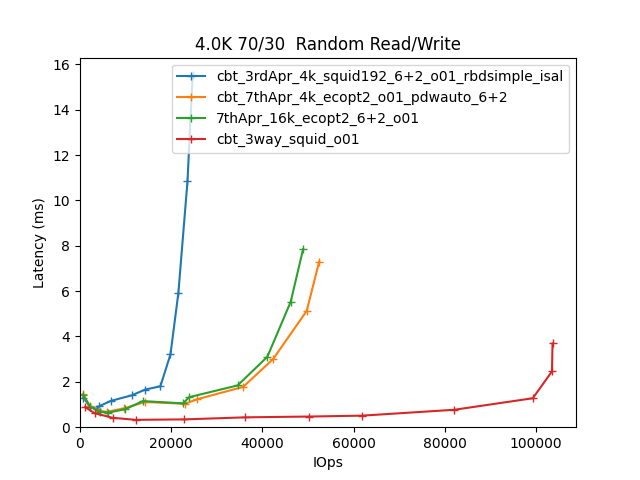 4.0K 70/30  Random Read/Write
cbt_3rdApr_4k_squid192_6+2_o01_rbdsimple_isal
cbt_7thApr_4k_ecopt2_o01_pdwauto_6+2
7thApr_16k_ecopt2_6+2_o01
cbt_3way_squid_o01
Latency (ms)
16
14
12
10
8
6
4
2
0
0 20000 40000 60000 80000 100000
IOps